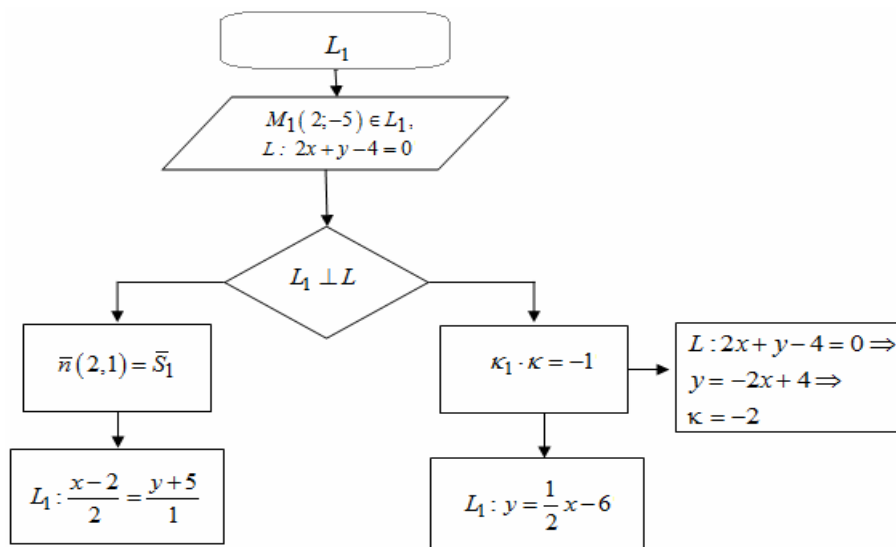 L₁
M₁(2;−5)∈L₁,
L: 2x+y−4=0
L₁ ⊥ L
n̅(2,1)=S̅₁
κ₁·κ=−1
L:2x+y−4=0⇒
y=−2x+4⇒
κ=−2
L₁: (x−2)/2=(y+5)/1
L₁: y=1/2 x−6